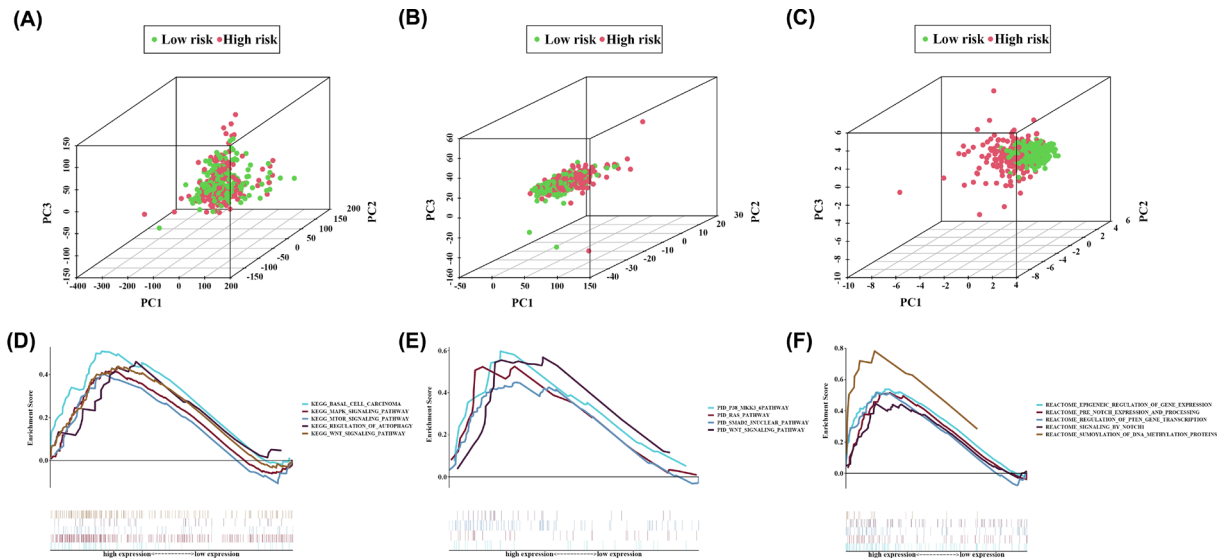 (A)
Low risk High risk
PC3
150
100
50
0
-50
-100
-150
-400 -300 -200 -100 0 100 200
PC1
-150
-100
-50
0
50
100
150
200
PC2
(B)
Low risk High risk
PC3
60
40
20
0
-20
-40
-160
-50 0 50 100 150
PC1
-40
-30
-20
-10
0
10
20
30
PC2
(C)
Low risk High risk
PC3
6
4
2
0
-2
-4
-6
-8
-10
-10 -8 -6 -4 -2 0 2 4
PC1
-8
-6
-4
-2
0
2
4
6
PC2
(D)
Enrichment Score
0.4
0.2
0.0
KEGG_BASAL_CELL_CARCINOMA
KEGG_MAPK_SIGNALING_PATHWAY
KEGG_MTOR_SIGNALING_PATHWAY
KEGG_REGULATION_OF_AUTOPHAGY
KEGG_WNT_SIGNALING_PATHWAY
high expression<----------->low expression
(E)
Enrichment Score
0.6
0.4
0.2
0.0
PID_P38_MKK3_6PATHWAY
PID_RAS_PATHWAY
PID_SMAD2_3NUCLEAR_PATHWAY
PID_WNT_SIGNALING_PATHWAY
high expression<----------->low expression
(F)
Enrichment Score
0.8
0.6
0.4
0.2
0.0
REACTOME_EPIGENEIC_REGULATION_OF_GENE_EXPRESSION
REACTOME_PRE_NOTCH_EXPRESSION_AND_PROCESSING
REACTOME_REGULATION_OF_PTEN_GENE_TRANSCRIPTION
REACTOME_SIGNALING_BY_NOTCH1
REACTOME_SUMOYLATION_OF_DNA_METHYLATION_PROTEINS
high expression<----------->low expression